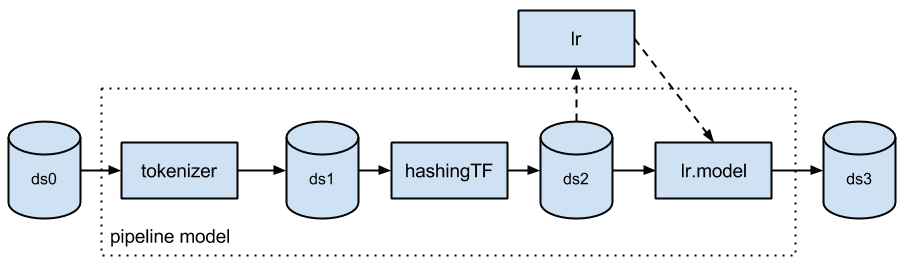 lr
ds0
tokenizer
ds1
hashingTF
ds2
lr.model
ds3
pipeline model